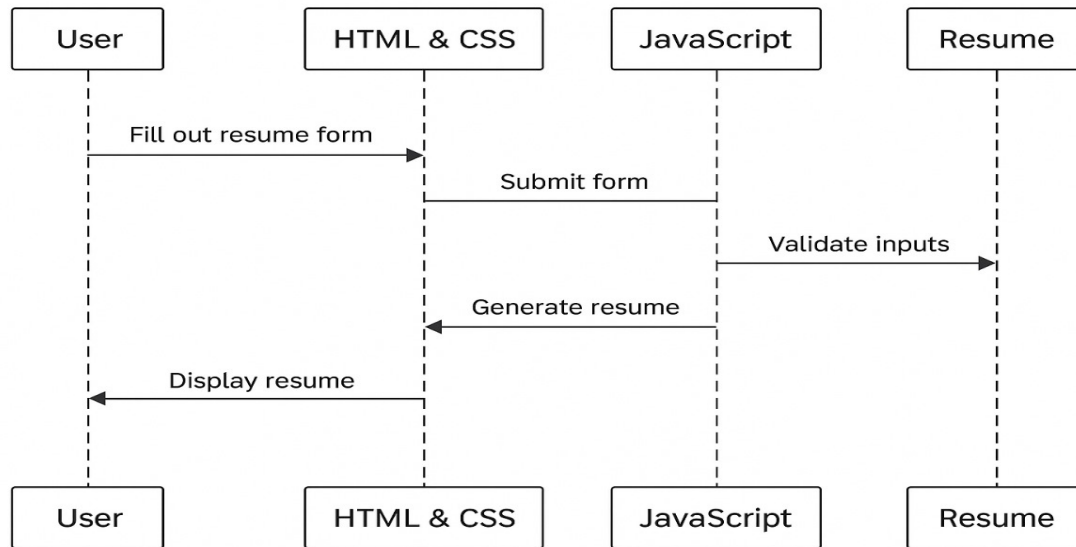 User
HTML & CSS
JavaScript
Resume
Fill out resume form
Submit form
Validate inputs
Generate resume
Display resume
User
HTML & CSS
JavaScript
Resume